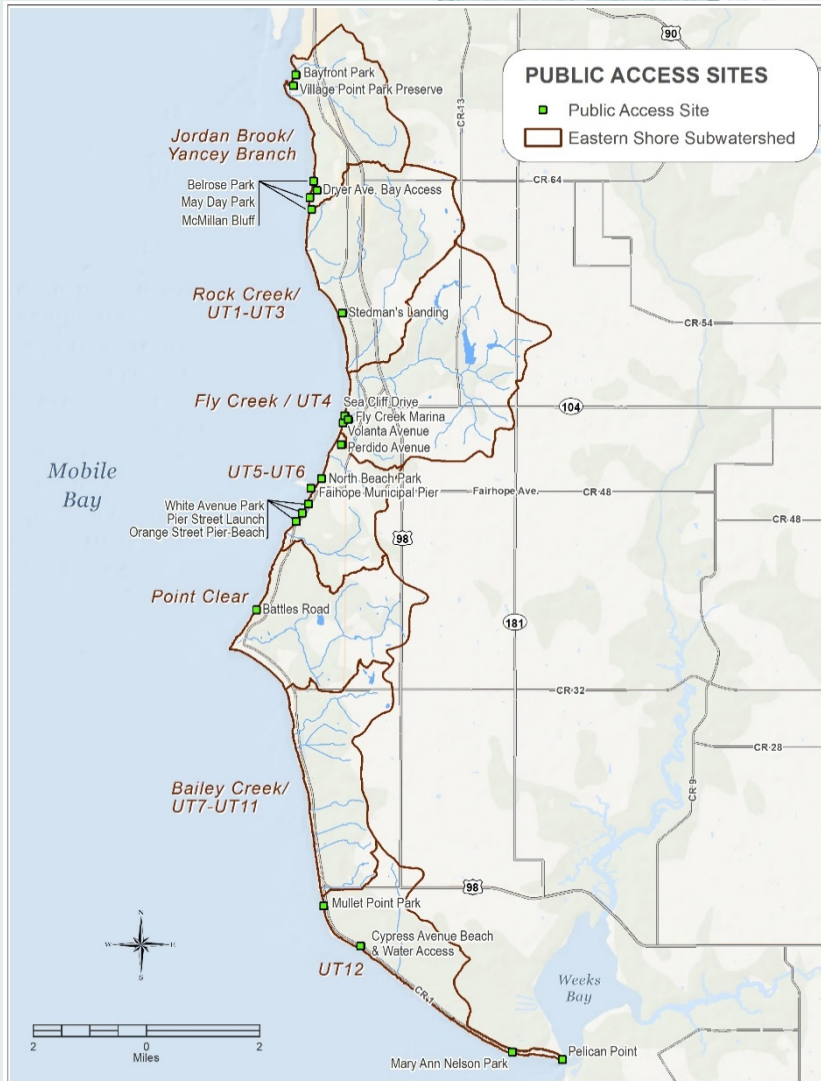 90
PUBLIC ACCESS SITES
Public Access Site
Eastern Shore Subwatershed
Bayfront Park
Village Point Park Preserve
CR-13
Jordan Brook/
Yancey Branch
Belrose Park
May Day Park
McMillan Bluff
Dryer Ave. Bay Access
CR 64
Rock Creek/
UT1-UT3
Stedman's Landing
CR 54
Fly Creek / UT4
Sea Cliff Drive
Fly Creek Marina
Volanta Avenue
Perdido Avenue
104
Mobile
Bay
UT5-UT6
North Beach Park
Faihope Municipal Pier
Fairhope Ave.
CR 48
White Avenue Park
Pier Street Launch
Orange Street Pier-Beach
CR 48
98
Point Clear
Battles Road
181
CR 32
CR 28
CR 9
Bailey Creek/
UT7-UT11
98
Mullet Point Park
Cypress Avenue Beach
& Water Access
UT12
CR 1
Weeks
Bay
Mary Ann Nelson Park
Pelican Point
N
W
E
S
2
0
2
Miles